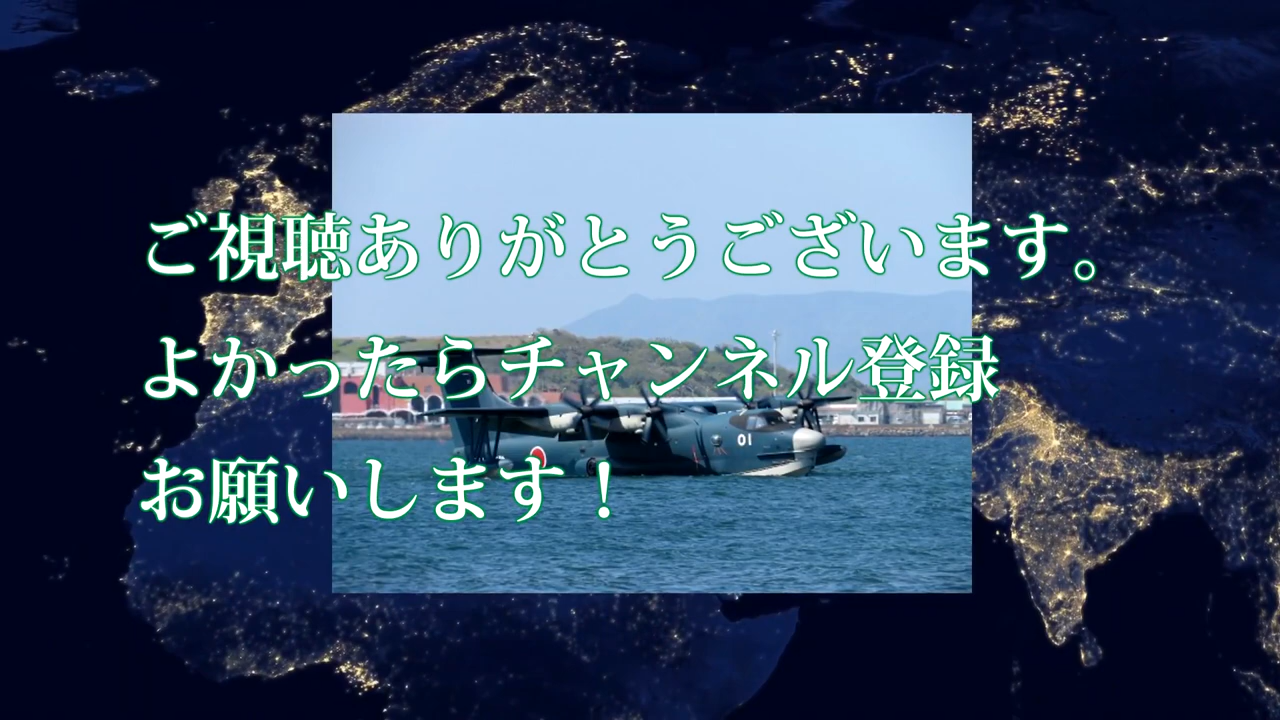 ご視聴ありがとうございます。
よかったらチャンネル登録
お願いします！
01